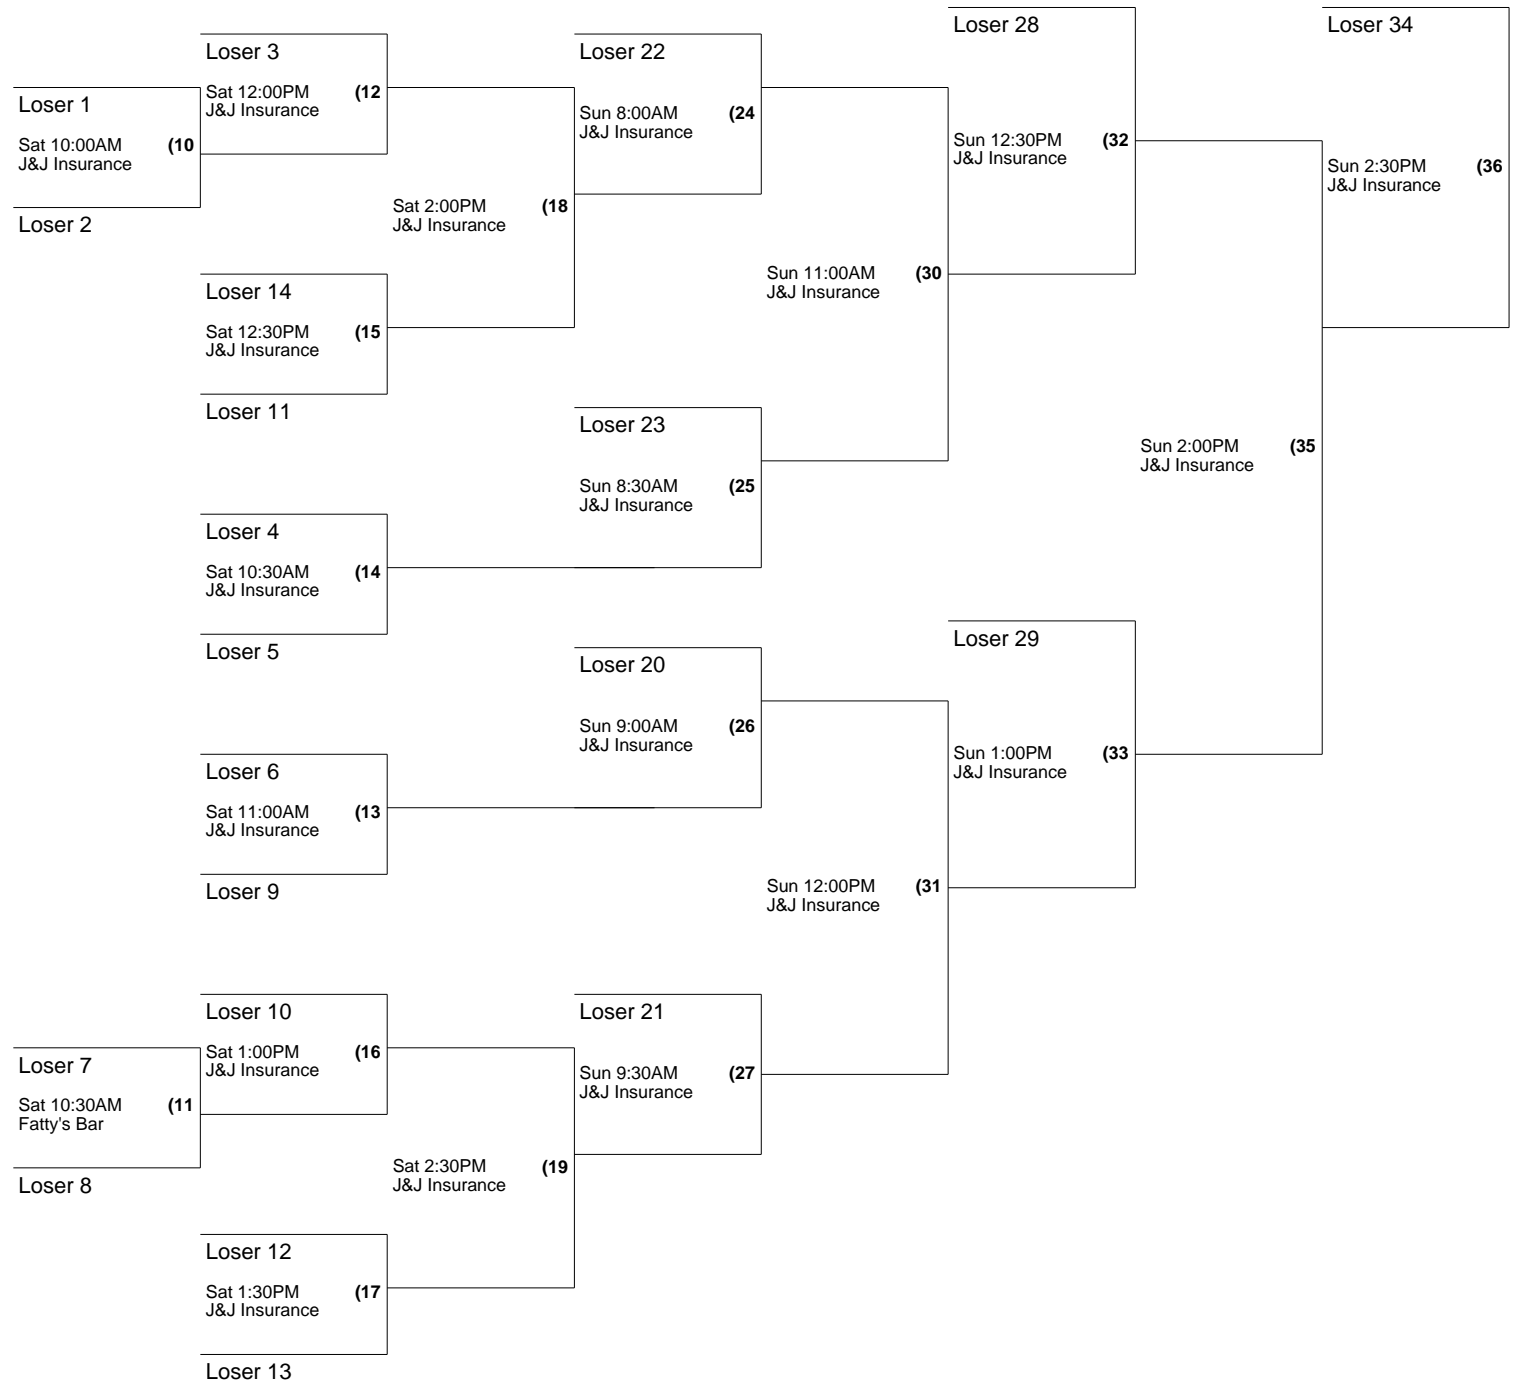 Loser 28
Loser 34
Loser 3
Loser 22
Sat 12:00PM (12
J&J Insurance
Loser 1
Sun 8:00AM (24
J&J Insurance
Sat 10:00AM (10
J&J Insurance
Sun 12:30PM (32
J&J Insurance
Sun 2:30PM (36
J&J Insurance
Sat 2:00PM (18
J&J Insurance
Loser 2
Sun 11:00AM (30
J&J Insurance
Loser 14
Sat 12:30PM (15
J&J Insurance
Loser 11
Loser 23
Sun 2:00PM (35
J&J Insurance
Sun 8:30AM (25
J&J Insurance
Loser 4
Sat 10:30AM (14
J&J Insurance
Loser 5
Loser 29
Loser 20
Sun 9:00AM (26
J&J Insurance
Sun 1:00PM (33
J&J Insurance
Loser 6
Sat 11:00AM (13
J&J Insurance
Loser 9
Sun 12:00PM (31
J&J Insurance
Loser 10
Loser 21
Sat 1:00PM (16
J&J Insurance
Loser 7
Sun 9:30AM (27
J&J Insurance
Sat 10:30AM (11
Fatty's Bar
Sat 2:30PM (19
J&J Insurance
Loser 8
Loser 12
Sat 1:30PM (17
J&J Insurance
Loser 13